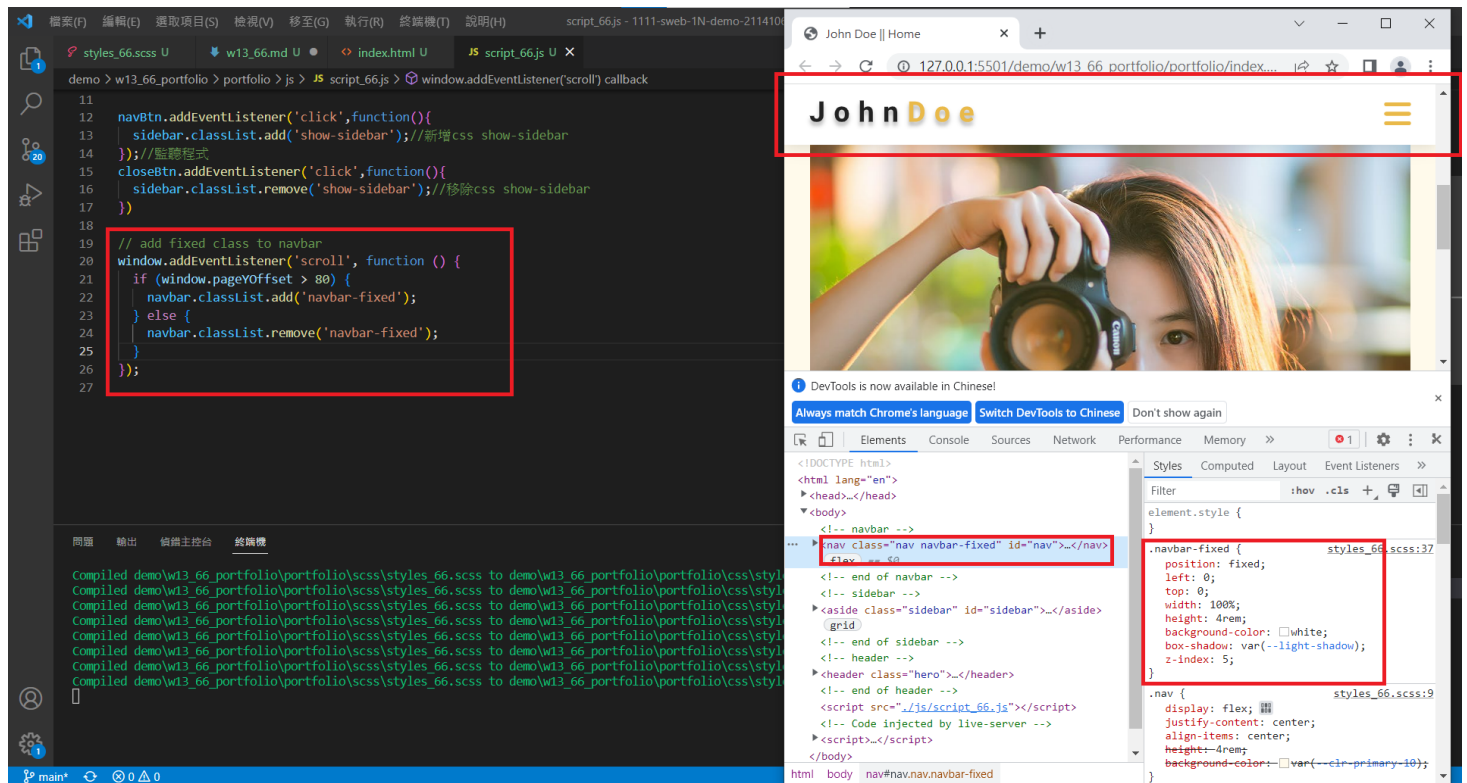 檔案(F) 編輯(E) 選取項目(S) 檢視(V) 移至(G) 執行(R) 終端機(T) 說明(H) script_66.js - 1111-sweb-1N-demo-2114106
styles_66.scss U w13_66.md U index.html U JS script_66.js U
demo > w13_66_portfolio > portfolio > js > JS script_66.js > window.addEventListener('scroll') callback
11
12 navBtn.addEventListener('click',function(){
13 sidebar.classList.add('show-sidebar');//新增css show-sidebar
14 });//監聽程式
15 closeBtn.addEventListener('click',function(){
16 sidebar.classList.remove('show-sidebar');//移除css show-sidebar
17 })
18
19 // add fixed class to navbar
20 window.addEventListener('scroll', function () {
21 if (window.pageYOffset > 80) {
22 navbar.classList.add('navbar-fixed');
23 } else {
24 navbar.classList.remove('navbar-fixed');
25 }
26 });
27
1
20
問題 輸出 偵錯主控台 終端機
Compiled demo\w13_66_portfolio\portfolio\scss\styles_66.scss to demo\w13_66_portfolio\portfolio\css\styl
Compiled demo\w13_66_portfolio\portfolio\scss\styles_66.scss to demo\w13_66_portfolio\portfolio\css\styl
Compiled demo\w13_66_portfolio\portfolio\scss\styles_66.scss to demo\w13_66_portfolio\portfolio\css\styl
Compiled demo\w13_66_portfolio\portfolio\scss\styles_66.scss to demo\w13_66_portfolio\portfolio\css\styl
Compiled demo\w13_66_portfolio\portfolio\scss\styles_66.scss to demo\w13_66_portfolio\portfolio\css\styl
Compiled demo\w13_66_portfolio\portfolio\scss\styles_66.scss to demo\w13_66_portfolio\portfolio\css\styl
Compiled demo\w13_66_portfolio\portfolio\scss\styles_66.scss to demo\w13_66_portfolio\portfolio\css\styl
Compiled demo\w13_66_portfolio\portfolio\scss\styles_66.scss to demo\w13_66_portfolio\portfolio\css\styl
1
main* 0 0
John Doe || Home
127.0.0.1:5501/demo/w13_66_portfolio/portfolio/index....
JohnDoe
Canon
DevTools is now available in Chinese!
Always match Chrome's language Switch DevTools to Chinese Don't show again
Elements Console Sources Network Performance Memory » 1
<!DOCTYPE html>
<html lang="en">
<head>…</head>
<body>
<!-- navbar -->
<nav class="nav navbar-fixed" id="nav">…</nav>
flex == $0
<!-- end of navbar -->
<!-- sidebar -->
<aside class="sidebar" id="sidebar">…</aside>
grid
<!-- end of sidebar -->
<!-- header -->
<header class="hero">…</header>
<!-- end of header -->
<script src="./js/script_66.js"></script>
<!-- Code injected by live-server -->
<script>…</script>
</body>
html body nav#nav.nav.navbar-fixed
Styles Computed Layout Event Listeners »
Filter :hov .cls +
element.style {
}
.navbar-fixed { styles_66.scss:37
position: fixed;
left: 0;
top: 0;
width: 100%;
height: 4rem;
background-color: white;
box-shadow: var(--light-shadow);
z-index: 5;
}
.nav { styles_66.scss:9
display: flex;
justify-content: center;
align-items: center;
height: 4rem;
background-color: var(--clr-primary-10);
}